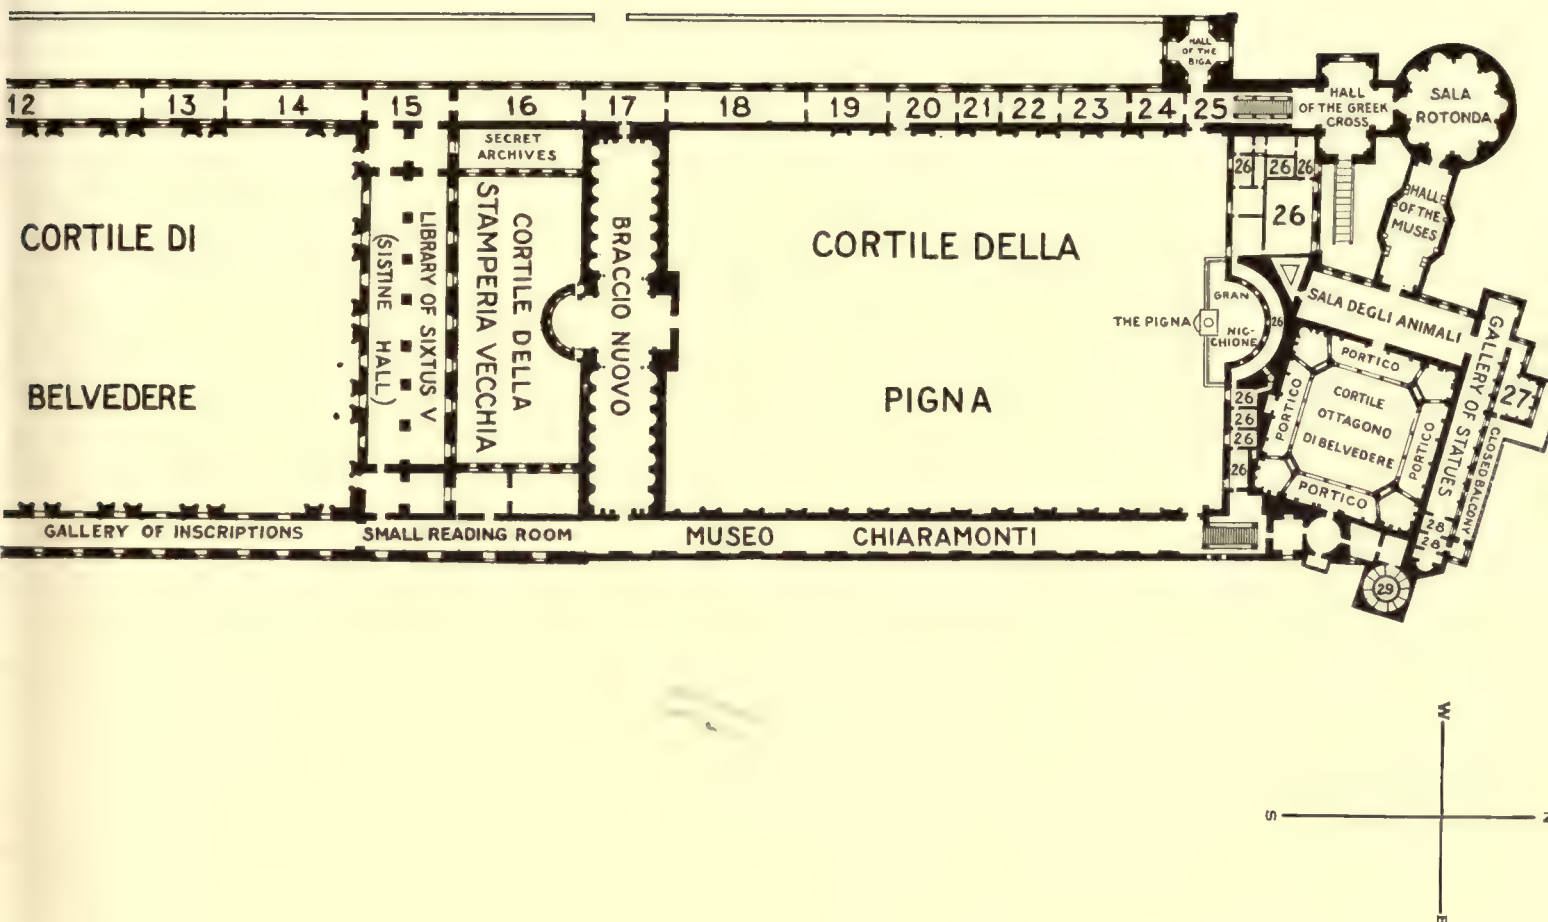 HALL
OF THE
BIGA
12
13
14
15
16
17
18
19
20
21
22
23
24
25
HALL
OF THE GREEK
CROSS
SALA
ROTONDA
SECRET
ARCHIVES
26
26
26
26
HALL
OF THE
MUSES
CORTILE DI
BELVEDERE
LIBRARY OF SIXTUS V
(SISTINE HALL)
CORTILE DELLA
STAMPERIA VECCHIA
BRACCIO NUOVO
CORTILE DELLA
PIGNA
THE PIGNA
GRAN
NIC-
CHIONE
26
SALA DEGLI ANIMALI
GALLERY OF STATUES
27
CLOSED BALCONY
PORTICO
PORTICO
PORTICO
PORTICO
CORTILE
OTTAGONO
DI BELVEDERE
26
26
26
26
28
28
29
GALLERY OF INSCRIPTIONS
SMALL READING ROOM
MUSEO CHIARAMONTI
W
S
N
E